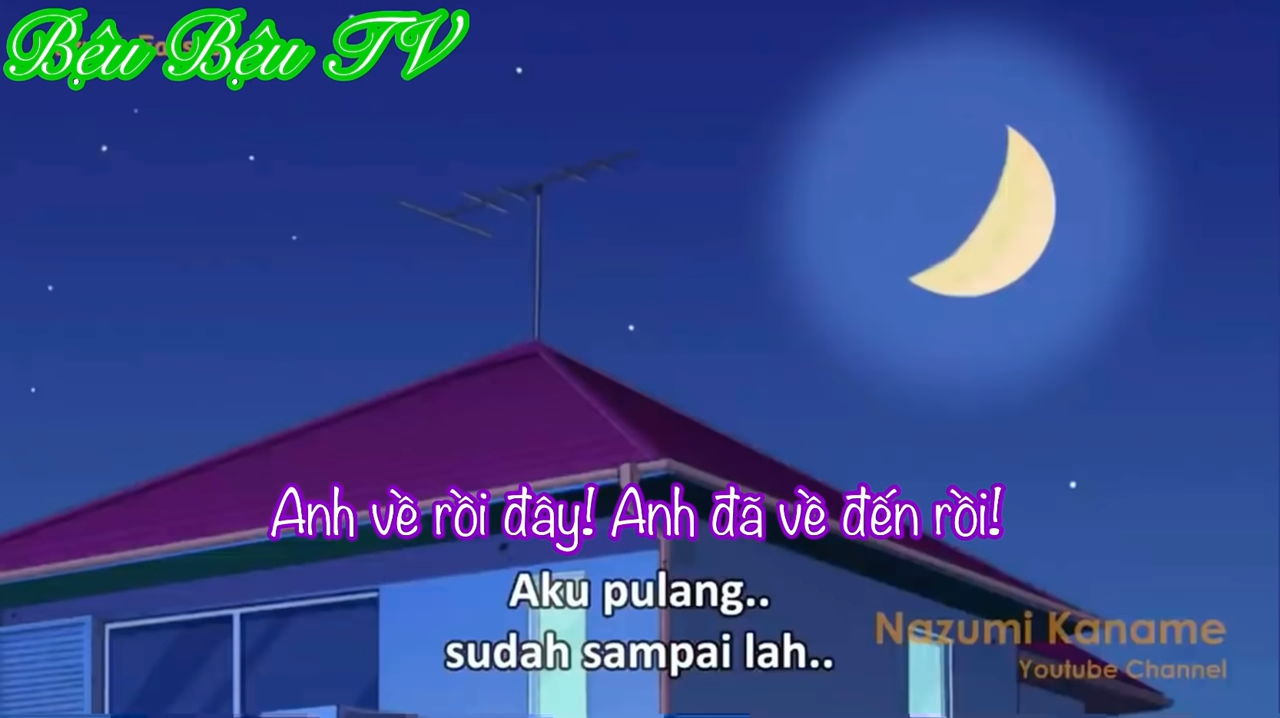 Bệu Bệu TV
Anh về rồi đây! Anh đã về đến rồi!
Aku pulang..
sudah sampai lah..
Nazumi Kaname
Youtube Channel